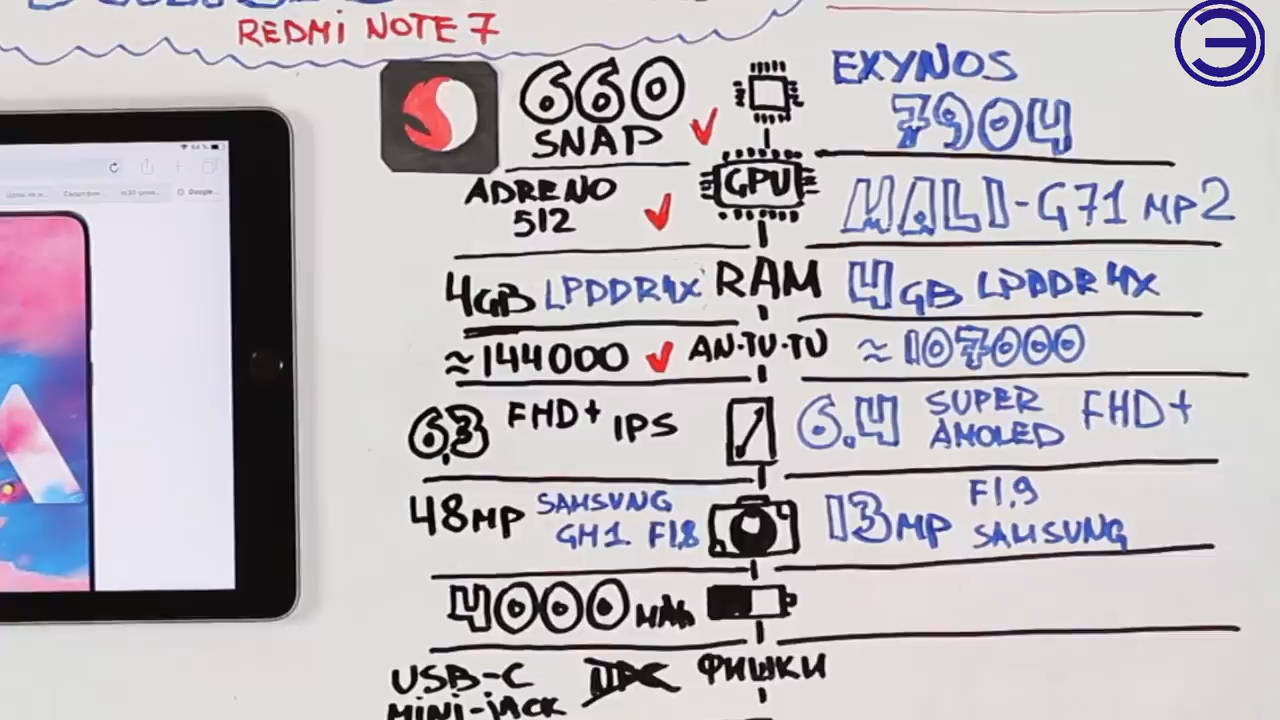 REDMI NOTE 7
Э
660
SNAP
EXYNOS
7904
ADRENO
512
GPU
MALI-G71 MP2
4GB LPDDR4X
RAM
4GB LPDDR4X
≈144000
AN-TU-TU
≈107000
6,3 FHD+ IPS
6.4 SUPER
AMOLED FHD+
48MP SAMSUNG
GM1 F1,8
13MP F1,9
SAMSUNG
4000 MAh
USB-C
MINI-JACK
ФИШКИ
64 %
Google